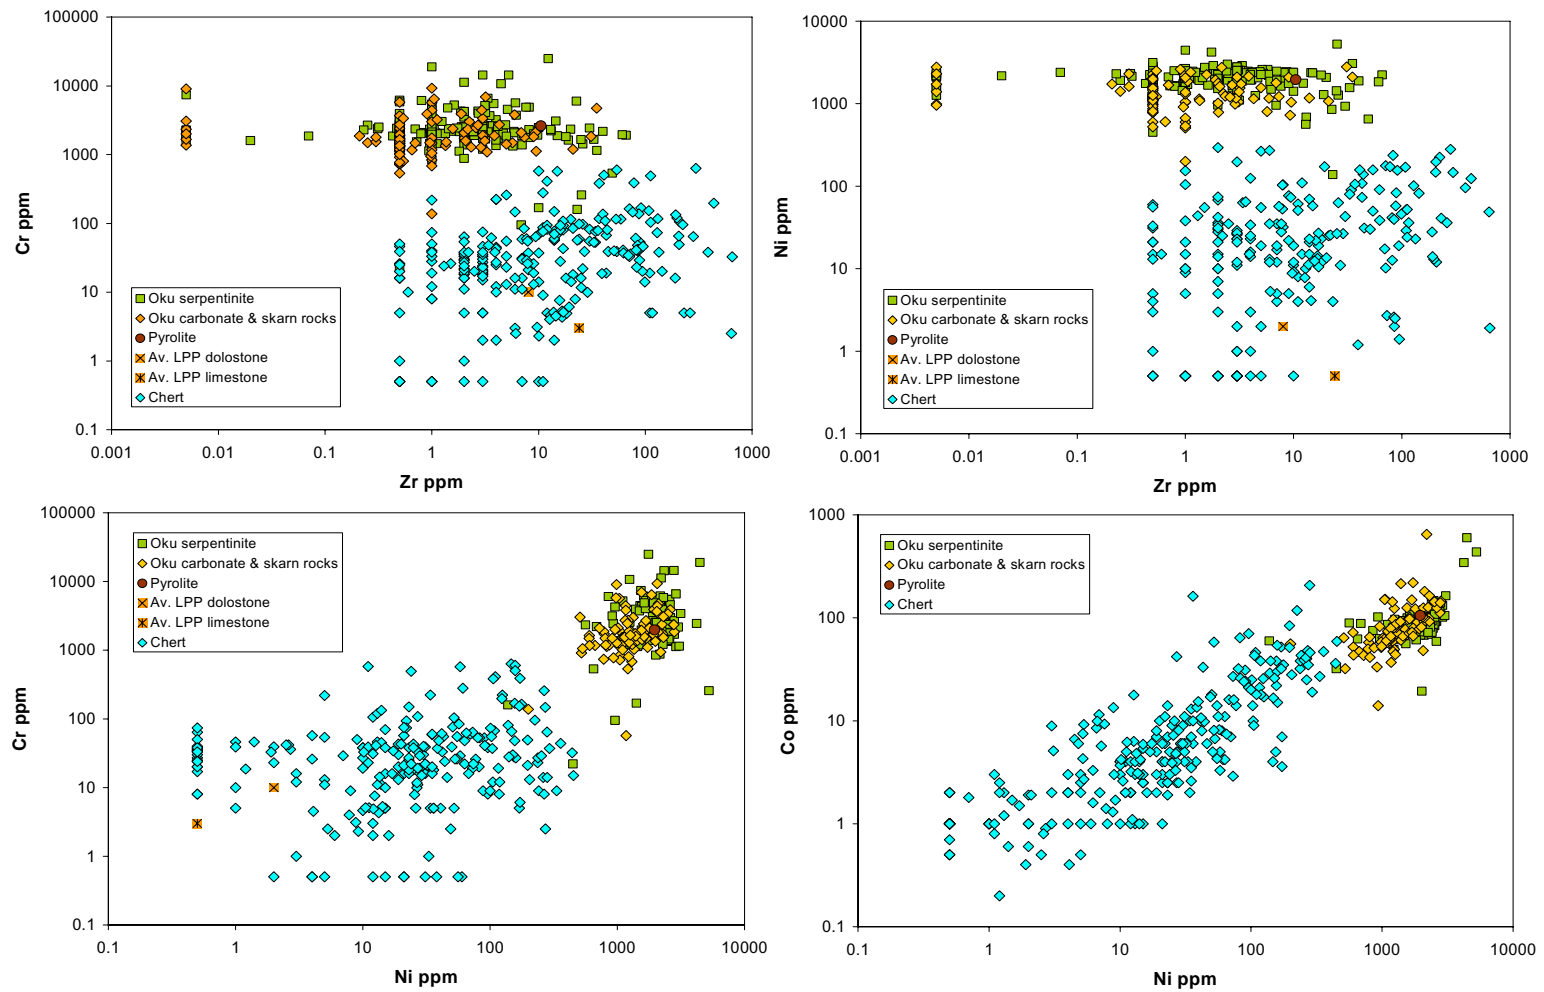 100000
10000
1000
100
10
1
0.1
Cr ppm
0.001
0.01
0.1
1
10
100
1000
Zr ppm
Oku serpentinite
Oku carbonate & skarn rocks
Pyrolite
Av. LPP dolostone
Av. LPP limestone
Chert
10000
1000
100
10
1
0.1
Ni ppm
0.001
0.01
0.1
1
10
100
1000
Zr ppm
Oku serpentinite
Oku carbonate & skarn rocks
Pyrolite
Av. LPP dolostone
Av. LPP limestone
Chert
100000
10000
1000
100
10
1
0.1
Cr ppm
0.1
1
10
100
1000
10000
Ni ppm
Oku serpentinite
Oku carbonate & skarn rocks
Pyrolite
Av. LPP dolostone
Av. LPP limestone
Chert
1000
100
10
1
0.1
Co ppm
0.1
1
10
100
1000
10000
Ni ppm
Oku serpentinite
Oku carbonate & skarn rocks
Pyrolite
Chert